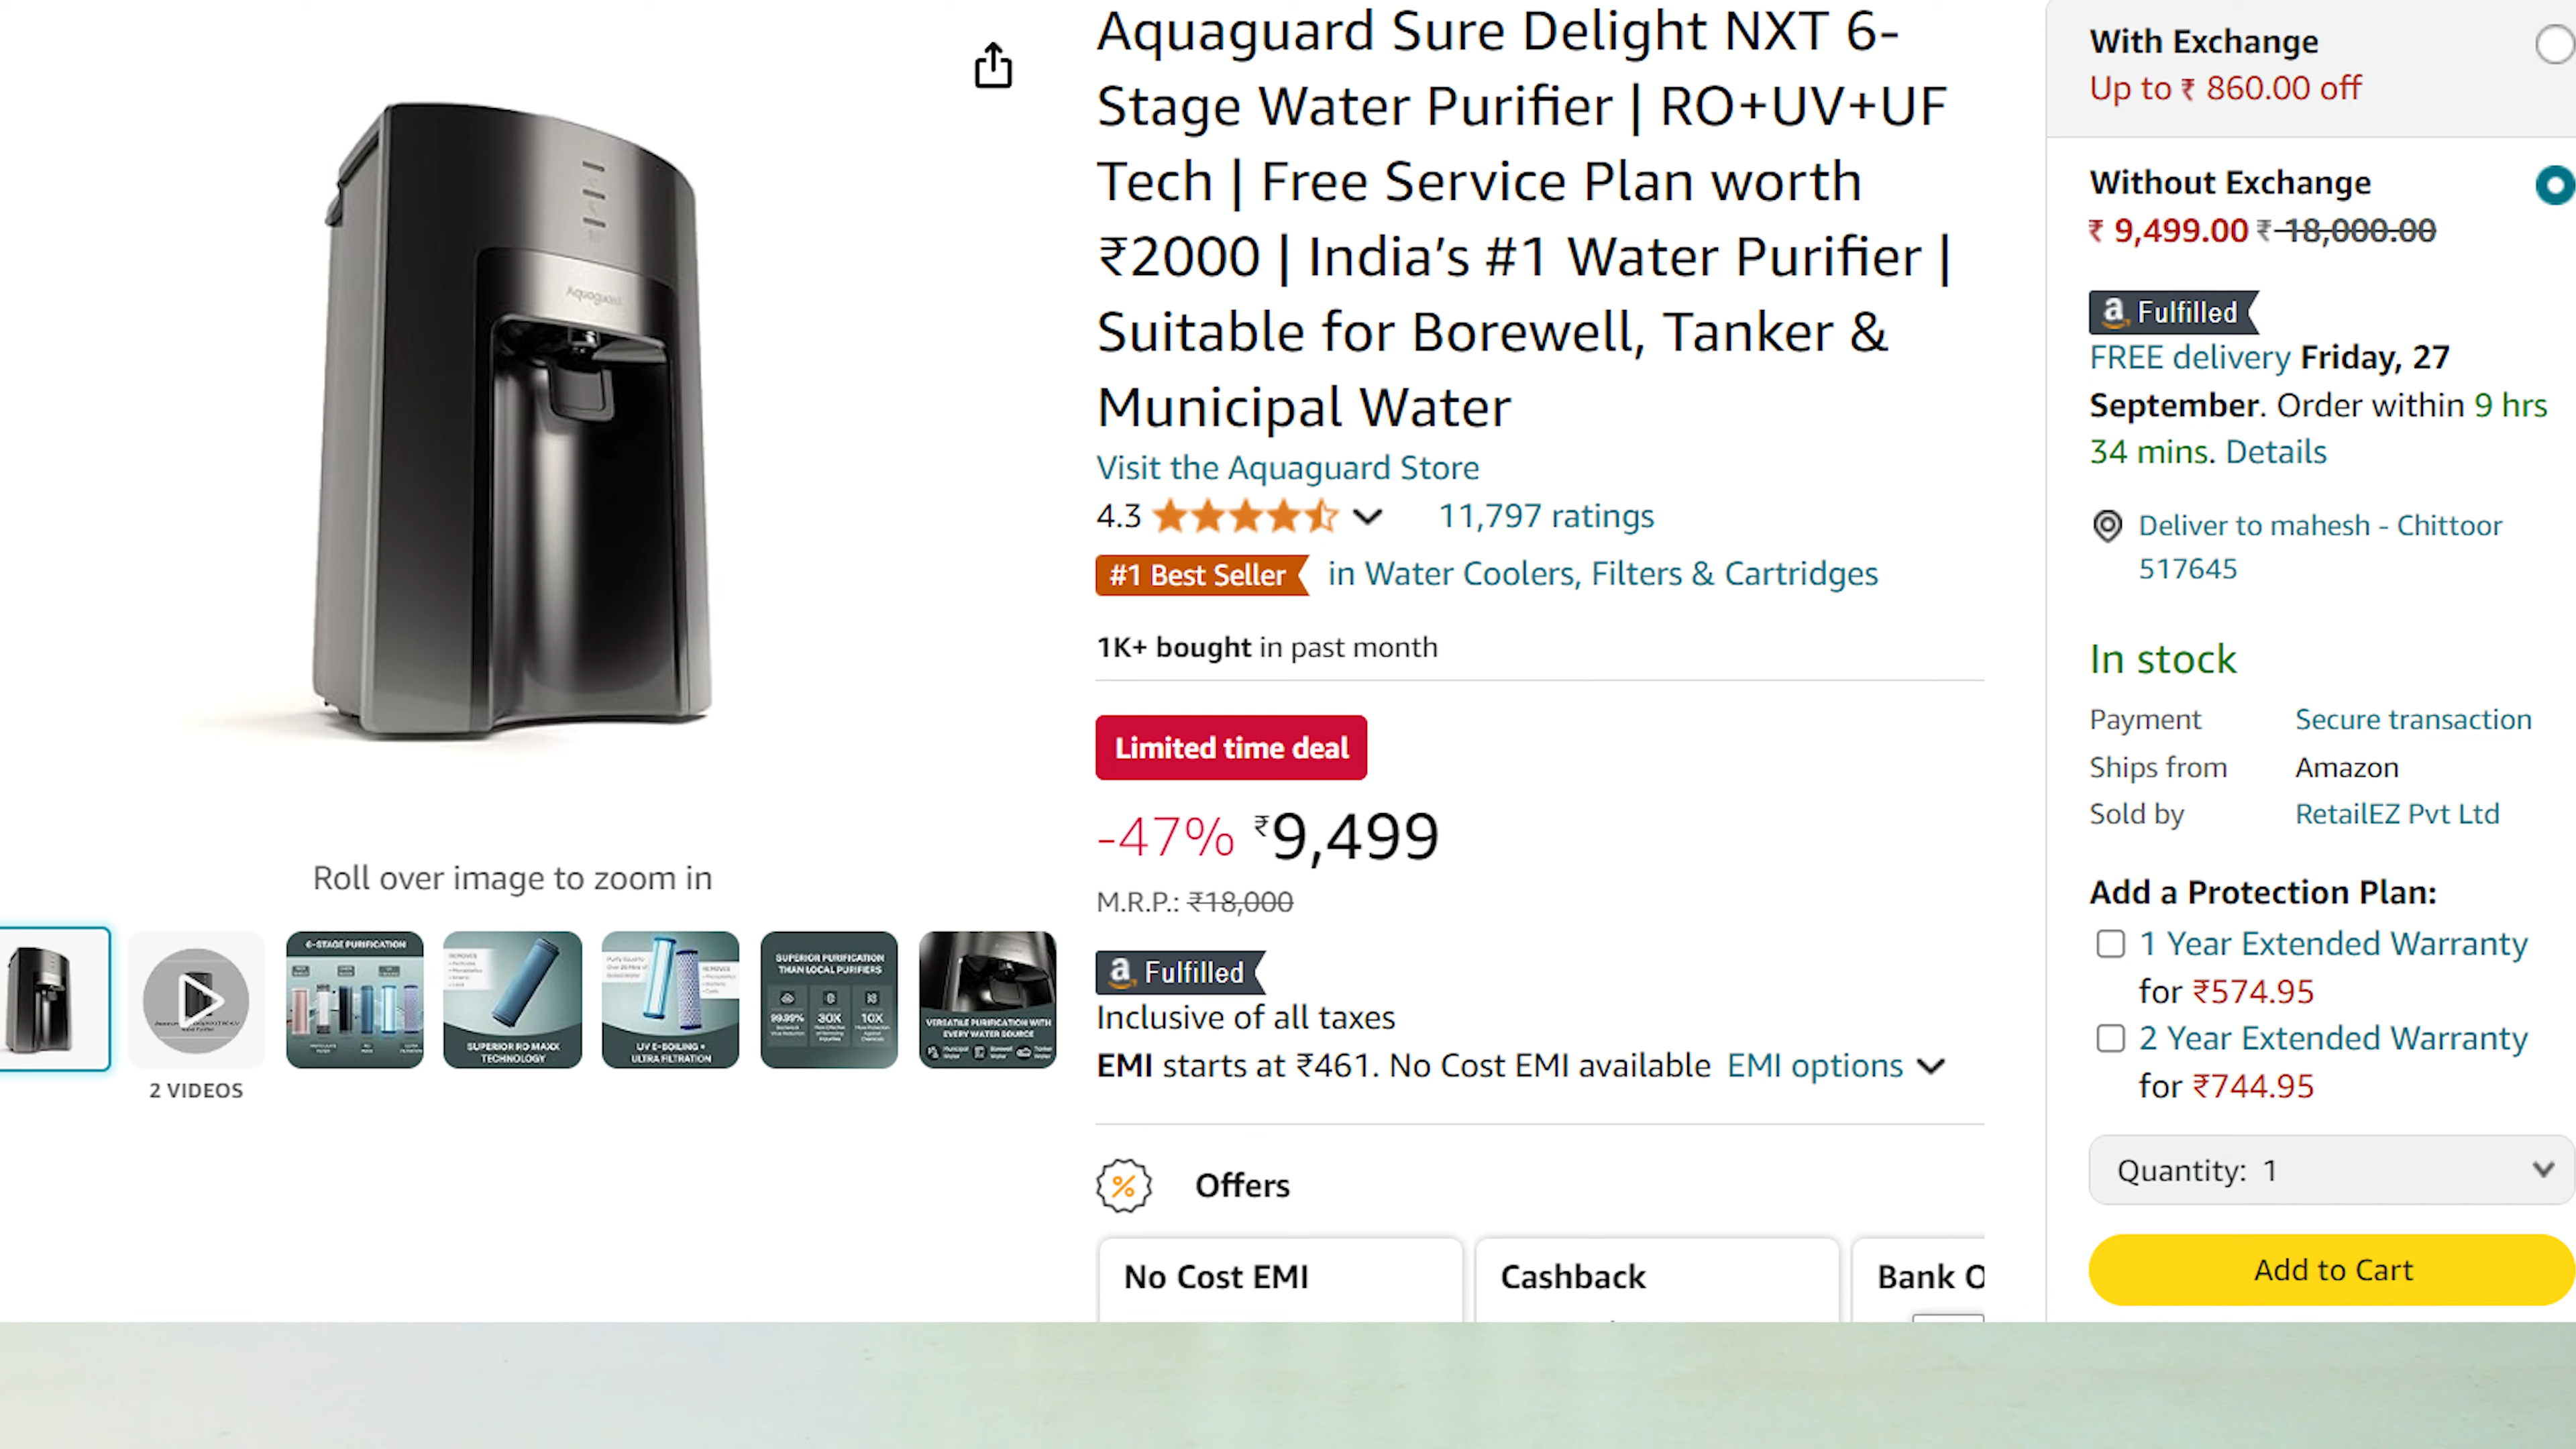 Aquaguard
Roll over image to zoom in
6-STAGE PURIFICATION
SUPERIOR RO MAXX
TECHNOLOGY
REMOVES
UV E-BOILING +
ULTRA FILTRATION
SUPERIOR PURIFICATION
THAN LOCAL PURIFIERS
99.99%
30X
10X
VERSATILE PURIFICATION WITH
EVERY WATER SOURCE
2 VIDEOS
Aquaguard Sure Delight NXT 6-
Stage Water Purifier | RO+UV+UF
Tech | Free Service Plan worth
₹2000 | India’s #1 Water Purifier |
Suitable for Borewell, Tanker &
Municipal Water
Visit the Aquaguard Store
4.3 11,797 ratings
#1 Best Seller in Water Coolers, Filters & Cartridges
1K+ bought in past month
Limited time deal
-47% ₹9,499
M.R.P.: ₹18,000
a Fulfilled
Inclusive of all taxes
EMI starts at ₹461. No Cost EMI available EMI options
% Offers
No Cost EMI
Cashback
Bank O
With Exchange
Up to ₹ 860.00 off
Without Exchange
₹ 9,499.00 ₹ 18,000.00
a Fulfilled
FREE delivery Friday, 27
September. Order within 9 hrs
34 mins. Details
Deliver to mahesh - Chittoor
517645
In stock
Payment Secure transaction
Ships from Amazon
Sold by RetailEZ Pvt Ltd
Add a Protection Plan:
1 Year Extended Warranty
for ₹574.95
2 Year Extended Warranty
for ₹744.95
Quantity: 1
Add to Cart